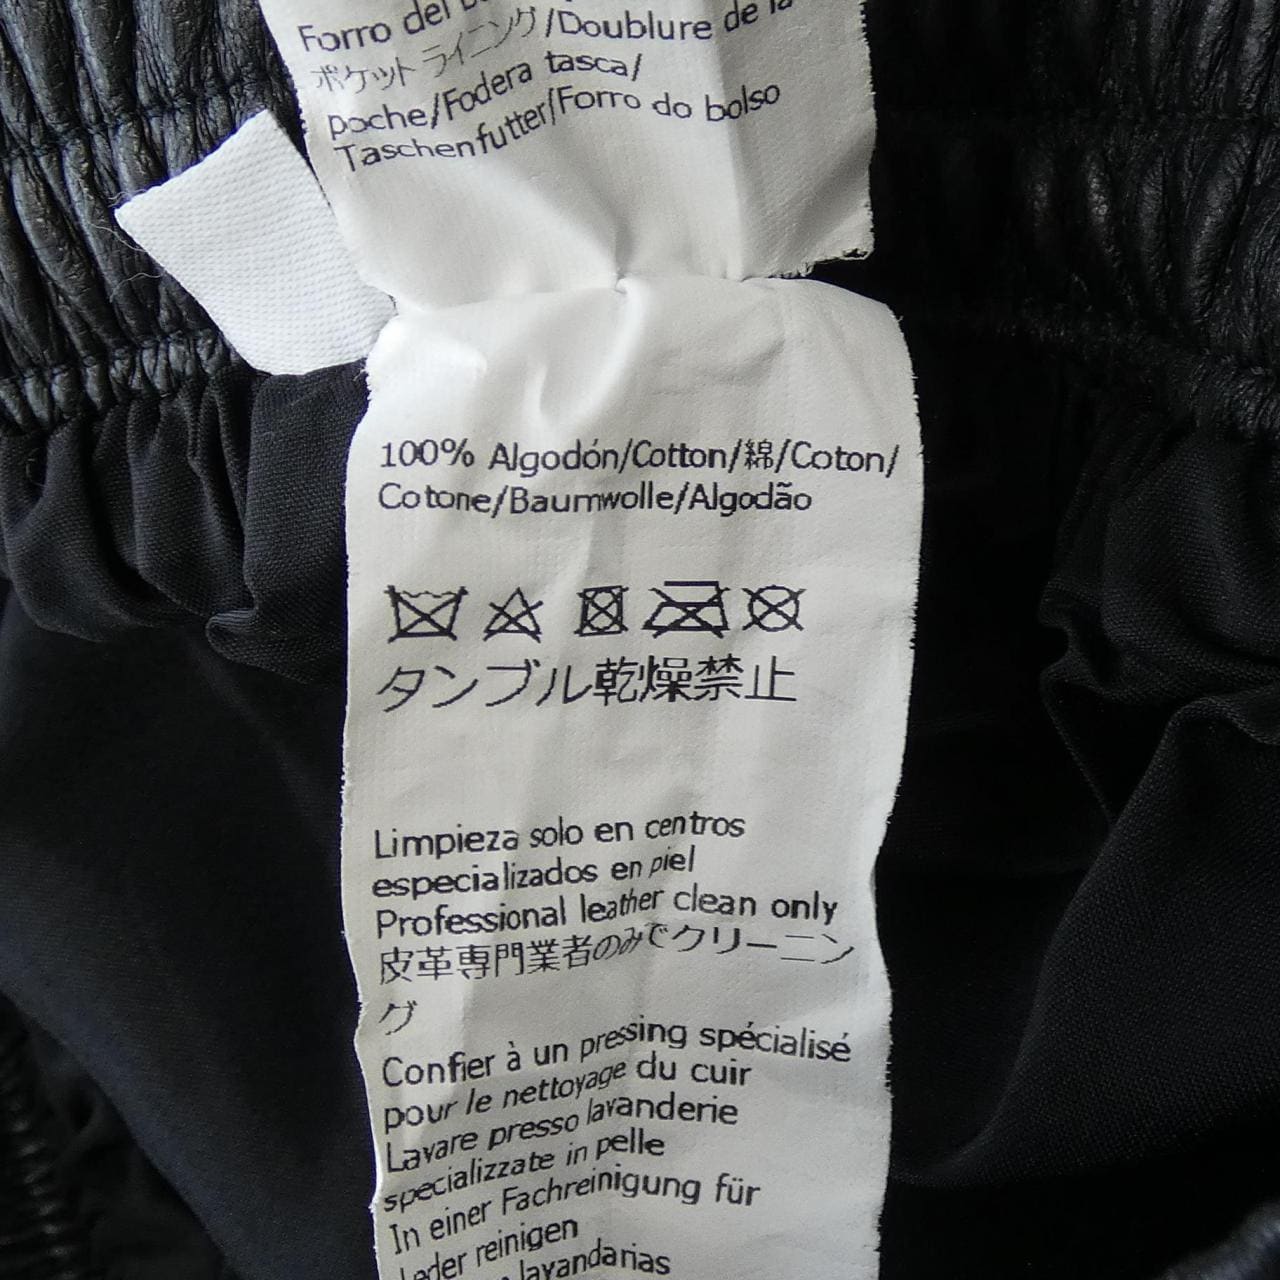 Forro del
ポケット ライニング/Doublure de la
poche/Fodera tasca/
Taschenfutter/Forro do bolso
100% Algodón/Cotton/綿/Coton/
Cotone/Baumwolle/Algodão
タンブル乾燥禁止
Limpieza solo en centros
especializados en piel
Professional leather clean only
皮革専門業者のみでクリーニン
グ
Confier à un pressing spécialisé
pour le nettoyage du cuir
Lavare presso lavanderie
specializzate in pelle
In einer Fachreinigung für
Leder reinigen
lavandarias